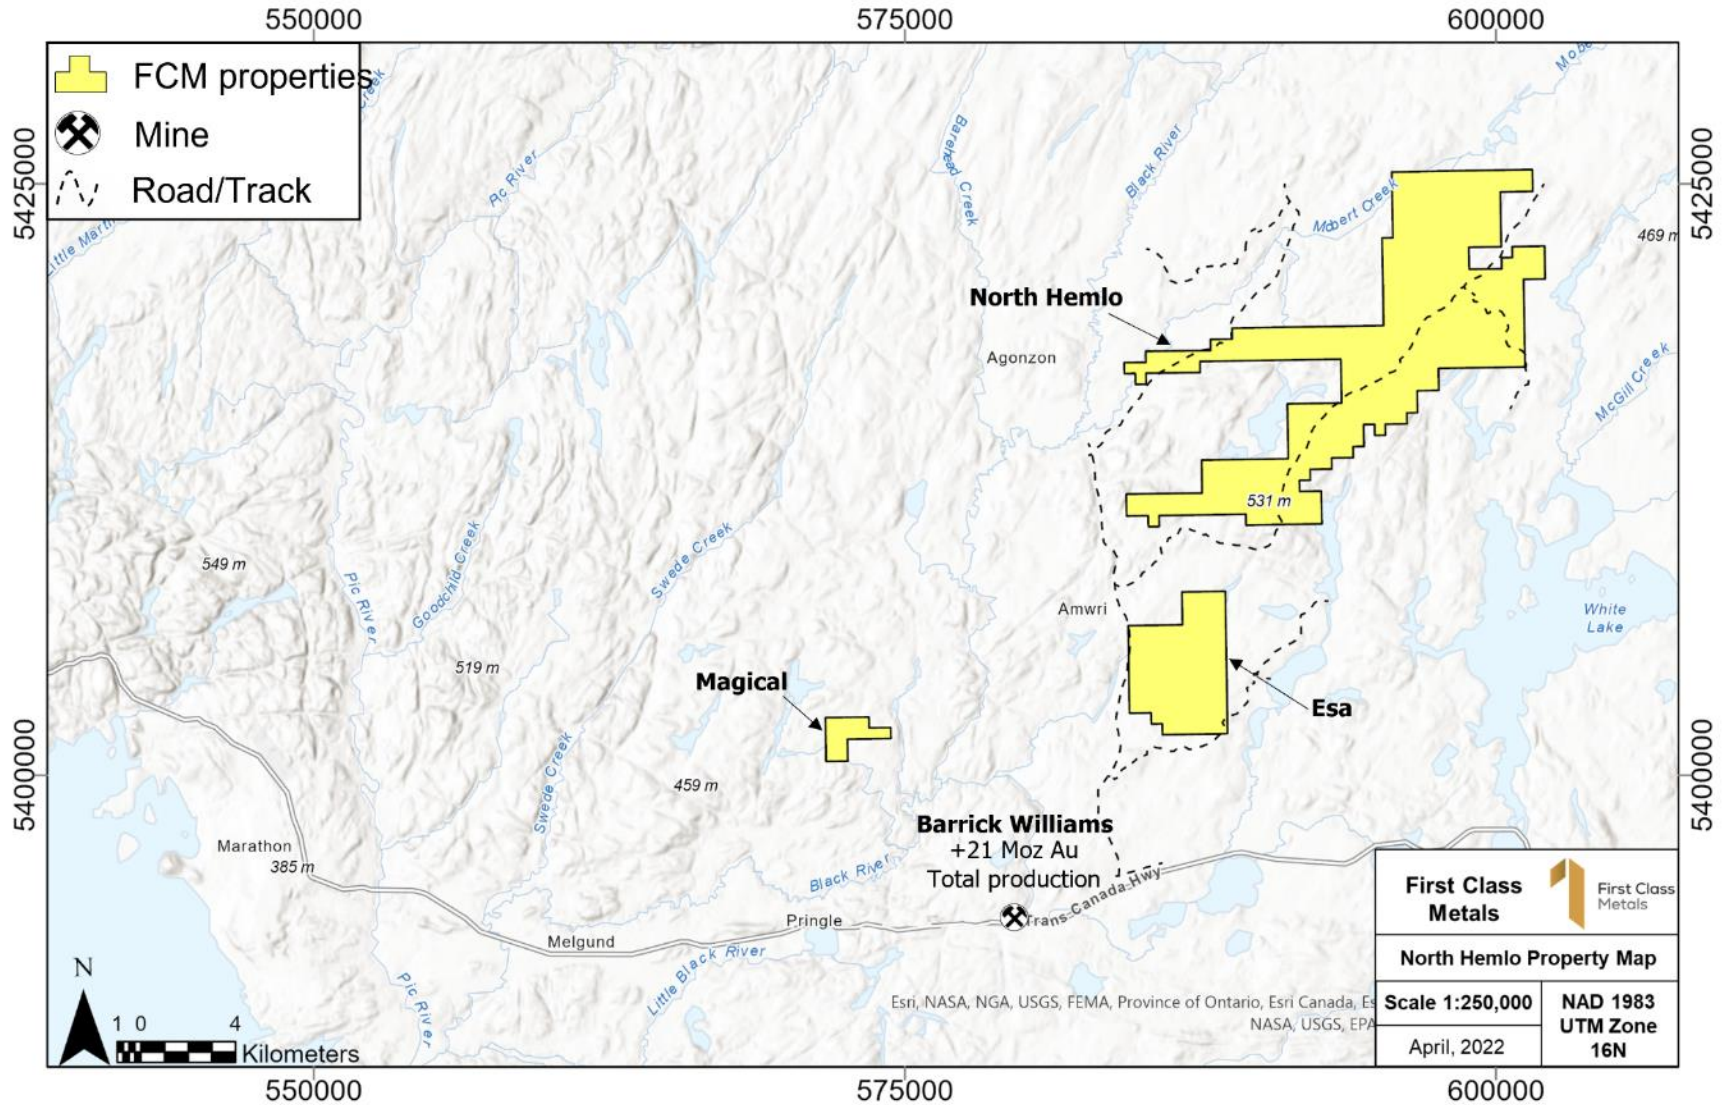 550000
575000
600000
FCM properties
Mine
Road/Track
5425000
5425000
Creek
Little Marti
Pic River
Barehead Creek
Black River
Mobe
Mobert Creek
469 m
North Hemlo
Agonzon
McGill Creek
531 m
549 m
Pic River
Goodchild Creek
Swede Creek
519 m
Amwri
White
Lake
Magical
Esa
5400000
5400000
Swede Creek
459 m
Barrick Williams
+21 Moz Au
Total production
Marathon
385 m
Black River
Trans-Canada Hwy
Pringle
Melgund
Little Black River
Pic River
N
1 0 4
Kilometers
Esri, NASA, NGA, USGS, FEMA, Province of Ontario, Esri Canada, Es
NASA, USGS, EPA
First Class
Metals
First Class
Metals
North Hemlo Property Map
Scale 1:250,000
April, 2022
NAD 1983
UTM Zone
16N
550000
575000
600000